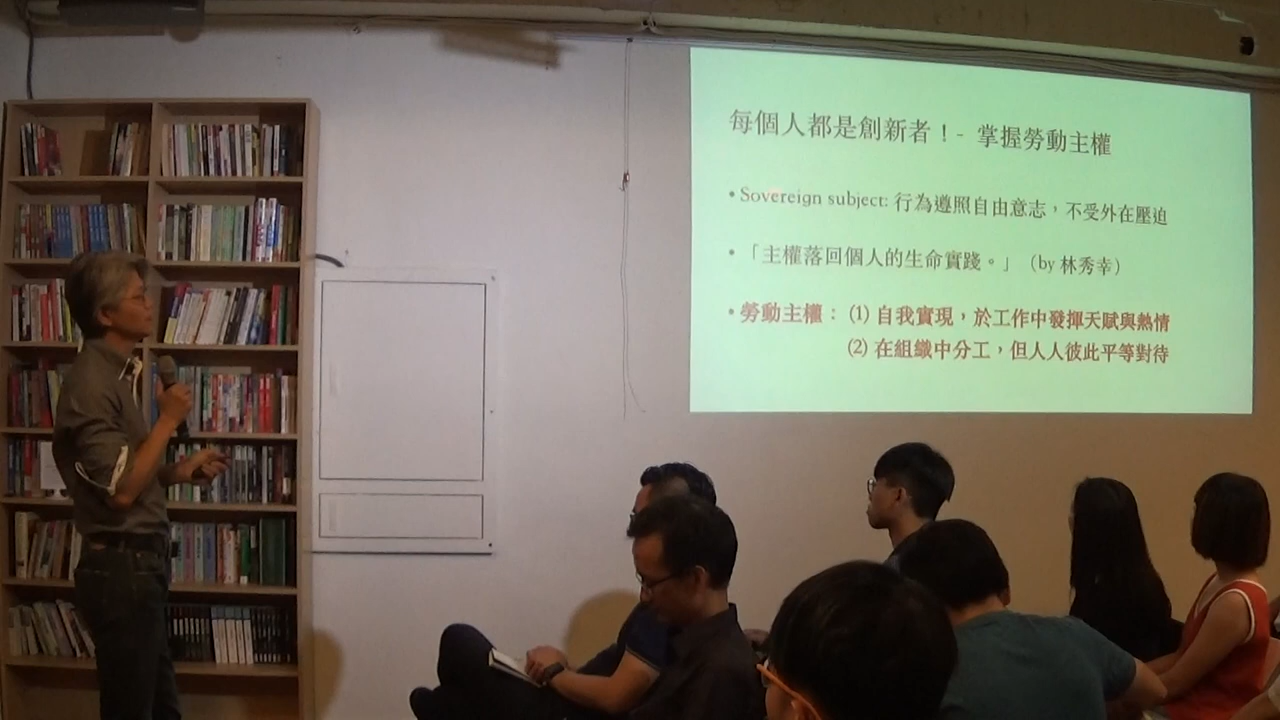 每個人都是創新者！- 掌握勞動主權
• Sovereign subject: 行為遵照自由意志，不受外在壓迫
• 「主權落回個人的生命實踐。」（by 林秀幸）
• 勞動主權： (1) 自我實現，於工作中發揮天賦與熱情
(2) 在組織中分工，但人人彼此平等對待